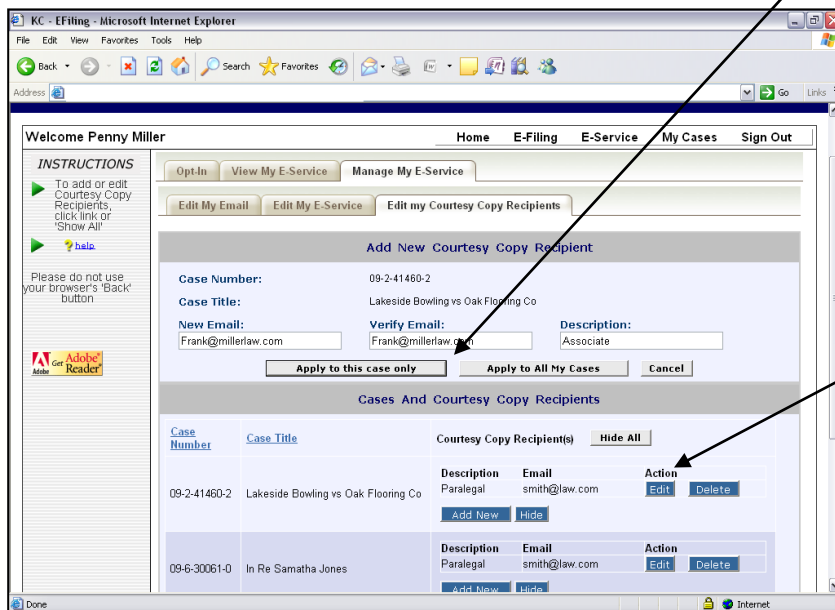 KC - EFiling - Microsoft Internet Explorer
File Edit View Favorites Tools Help
Back Search Favorites
Address Go Links
Welcome Penny Miller Home E-Filing E-Service My Cases Sign Out
INSTRUCTIONS
To add or edit
Courtesy Copy
Recipients,
click link or
'Show All'
?help
Please do not use
your browser's 'Back'
button
Get Adobe Reader
Adobe
Opt-In View My E-Service Manage My E-Service
Edit My Email Edit My E-Service Edit my Courtesy Copy Recipients
Add New Courtesy Copy Recipient
Case Number: 09-2-41460-2
Case Title: Lakeside Bowling vs Oak Flooring Co
New Email: Verify Email: Description:
Frank@millerlaw.com Frank@millerlaw.com Associate
Apply to this case only Apply to All My Cases Cancel
Cases And Courtesy Copy Recipients
Case Number Case Title Courtesy Copy Recipient(s) Hide All
Description Email Action
09-2-41460-2 Lakeside Bowling vs Oak Flooring Co Paralegal smith@law.com Edit Delete
Add New Hide
Description Email Action
09-6-30061-0 In Re Samatha Jones Paralegal smith@law.com Edit Delete
Add New Hide
Done Internet